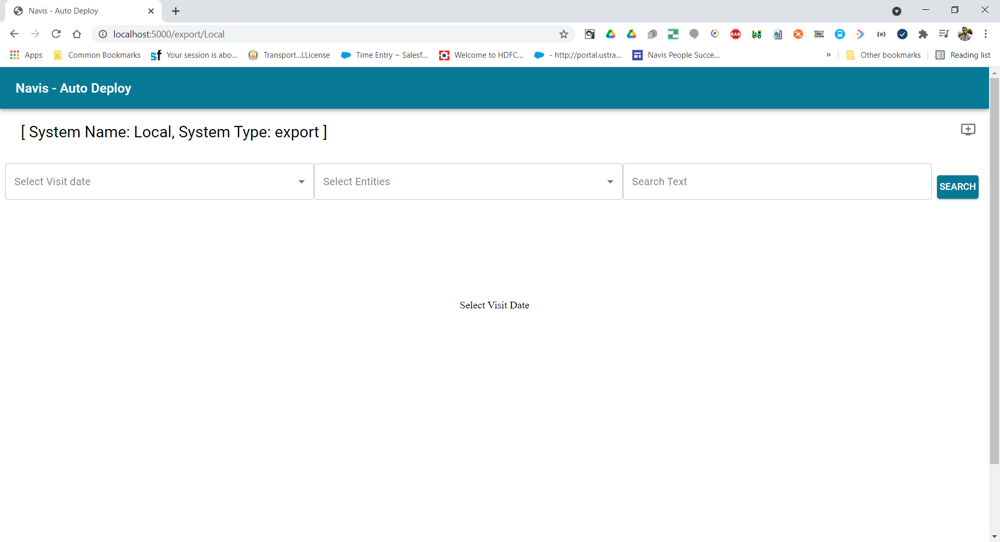 Navis - Auto Deploy
localhost:5000/export/Local
EAB
Apps
Common Bookmarks
sf Your session is abo...
Transport...LLicense
Time Entry ~ Salesf...
Welcome to HDFC...
- http://portal.ustra...
Navis People Succe...
»
Other bookmarks
Reading list
Navis - Auto Deploy
[ System Name: Local, System Type: export ]
Select Visit date
Select Entities
Search Text
SEARCH
Select Visit Date